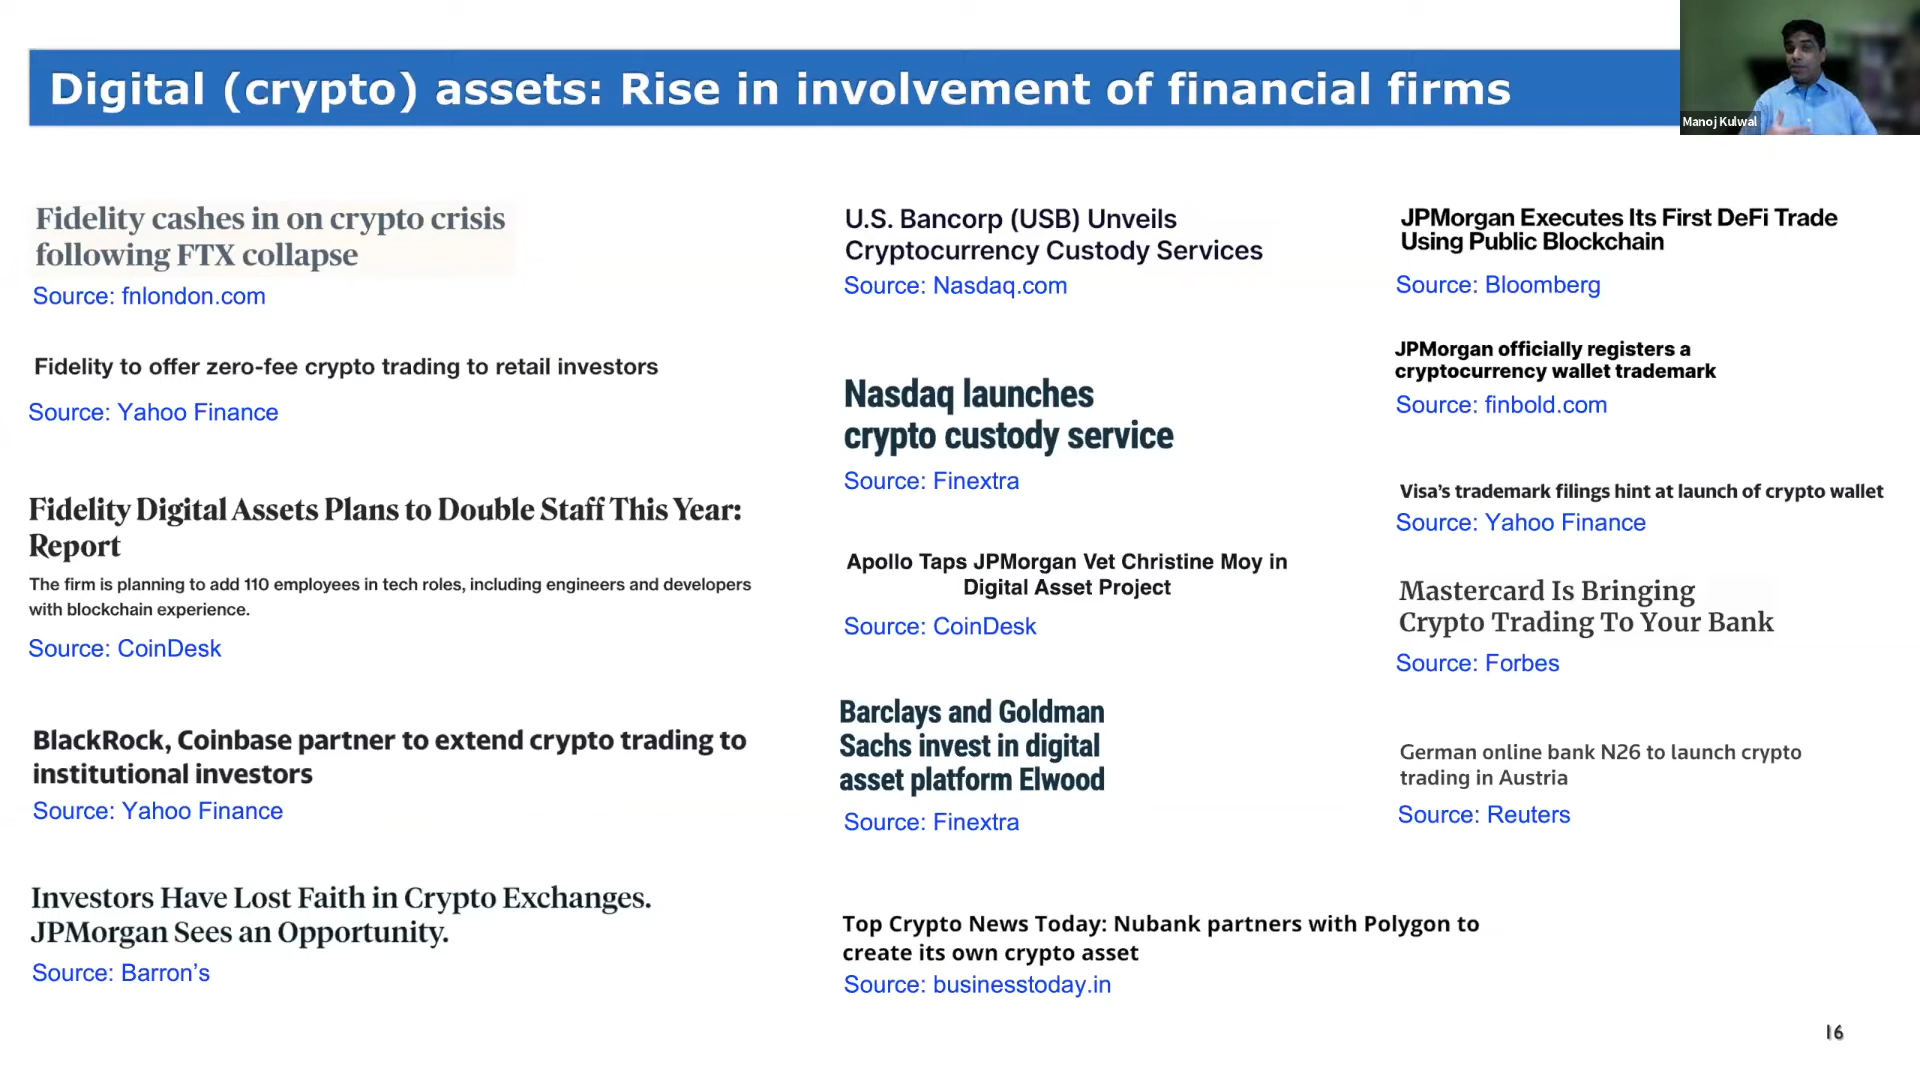 Digital (crypto) assets: Rise in involvement of financial firms
Manoj Kulwal
Fidelity cashes in on crypto crisis
following FTX collapse
Source: fnlondon.com
Fidelity to offer zero-fee crypto trading to retail investors
Source: Yahoo Finance
Fidelity Digital Assets Plans to Double Staff This Year:
Report
The firm is planning to add 110 employees in tech roles, including engineers and developers
with blockchain experience.
Source: CoinDesk
BlackRock, Coinbase partner to extend crypto trading to
institutional investors
Source: Yahoo Finance
Investors Have Lost Faith in Crypto Exchanges.
JPMorgan Sees an Opportunity.
Source: Barron’s
U.S. Bancorp (USB) Unveils
Cryptocurrency Custody Services
Source: Nasdaq.com
Nasdaq launches
crypto custody service
Source: Finextra
Apollo Taps JPMorgan Vet Christine Moy in
Digital Asset Project
Source: CoinDesk
Barclays and Goldman
Sachs invest in digital
asset platform Elwood
Source: Finextra
Top Crypto News Today: Nubank partners with Polygon to
create its own crypto asset
Source: businesstoday.in
JPMorgan Executes Its First DeFi Trade
Using Public Blockchain
Source: Bloomberg
JPMorgan officially registers a
cryptocurrency wallet trademark
Source: finbold.com
Visa’s trademark filings hint at launch of crypto wallet
Source: Yahoo Finance
Mastercard Is Bringing
Crypto Trading To Your Bank
Source: Forbes
German online bank N26 to launch crypto
trading in Austria
Source: Reuters
16